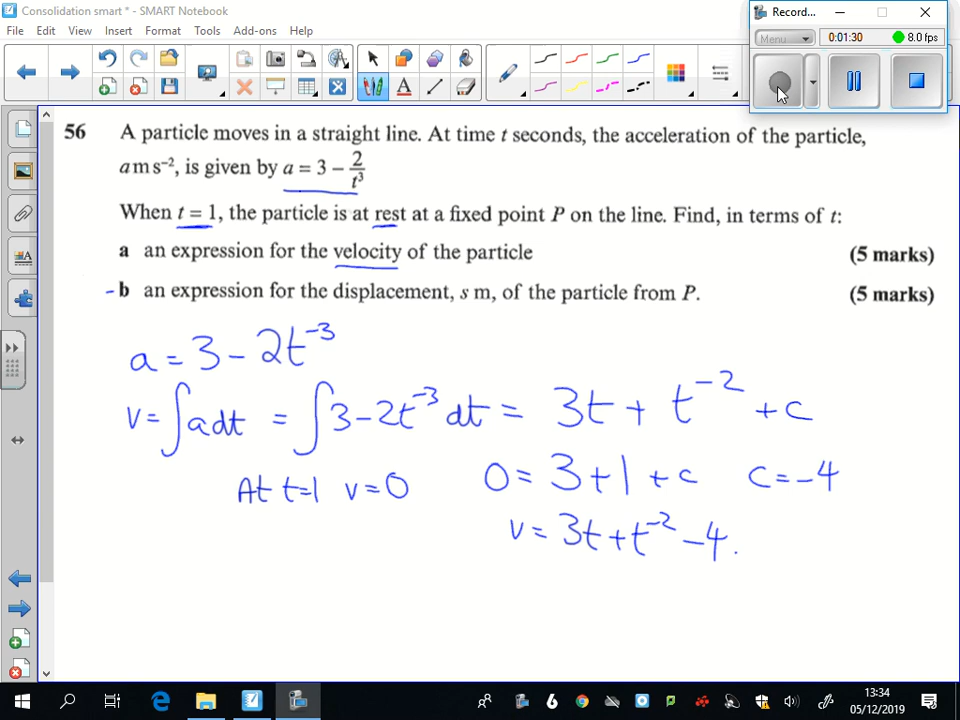 Consolidation smart * - SMART Notebook
File Edit View Insert Format Tools Add-ons Help
Record...
Menu 0:01:30 8.0 fps
56 A particle moves in a straight line. At time t seconds, the acceleration of the particle,
a m s⁻², is given by a = 3 − 2/t³
When t = 1, the particle is at rest at a fixed point P on the line. Find, in terms of t:
a an expression for the velocity of the particle (5 marks)
b an expression for the displacement, s m, of the particle from P. (5 marks)
a = 3 − 2t⁻³
v = ∫ a dt = ∫ 3 − 2t⁻³ dt = 3t + t⁻² + c
At t=1 v=0 0 = 3 + 1 + c c = −4
v = 3t + t⁻² − 4.
13:34
05/12/2019